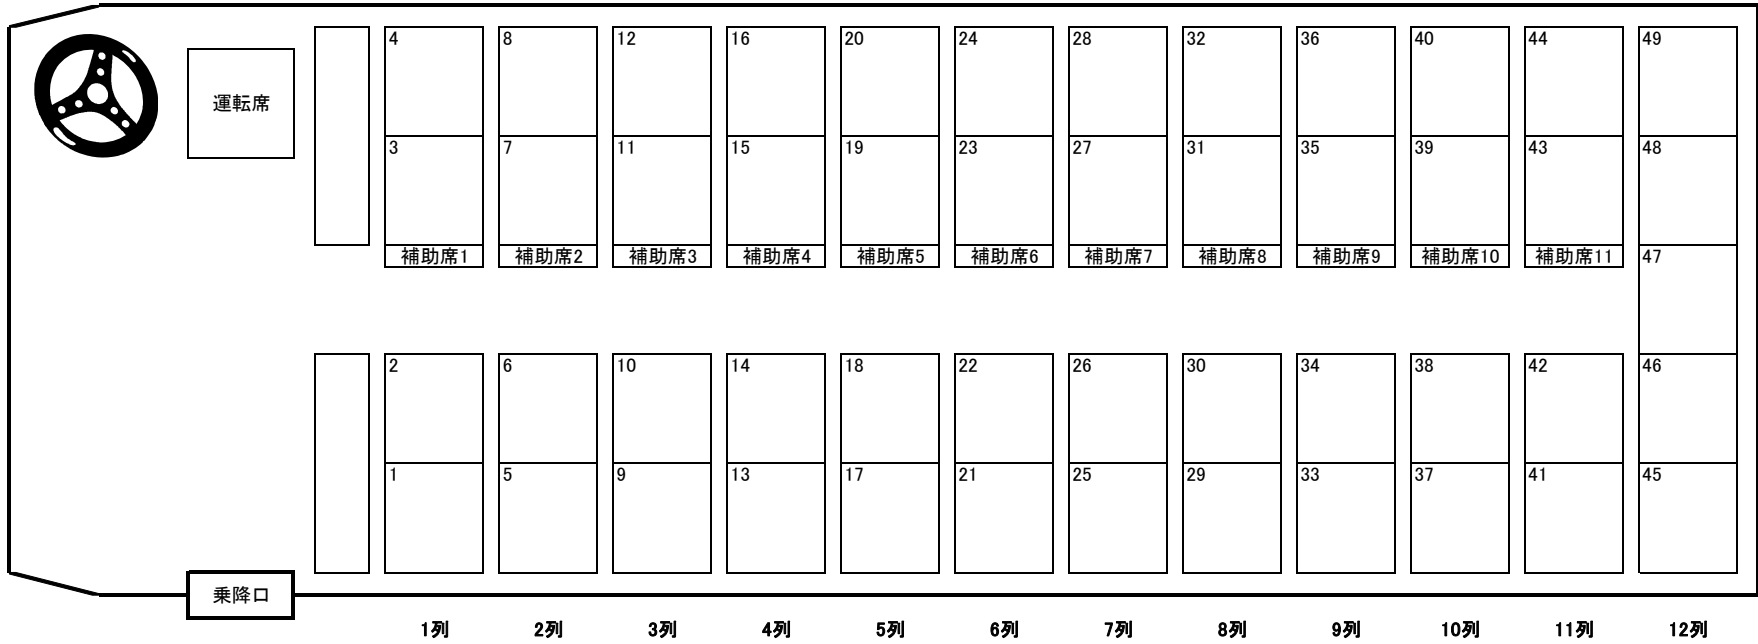 4 8 12 16 20 24 28 32 36 40 44 49
運転席
3 7 11 15 19 23 27 31 35 39 43 48
補助席1 補助席2 補助席3 補助席4 補助席5 補助席6 補助席7 補助席8 補助席9 補助席10 補助席11 47
2 6 10 14 18 22 26 30 34 38 42 46
1 5 9 13 17 21 25 29 33 37 41 45
乗降口
1列 2列 3列 4列 5列 6列 7列 8列 9列 10列 11列 12列